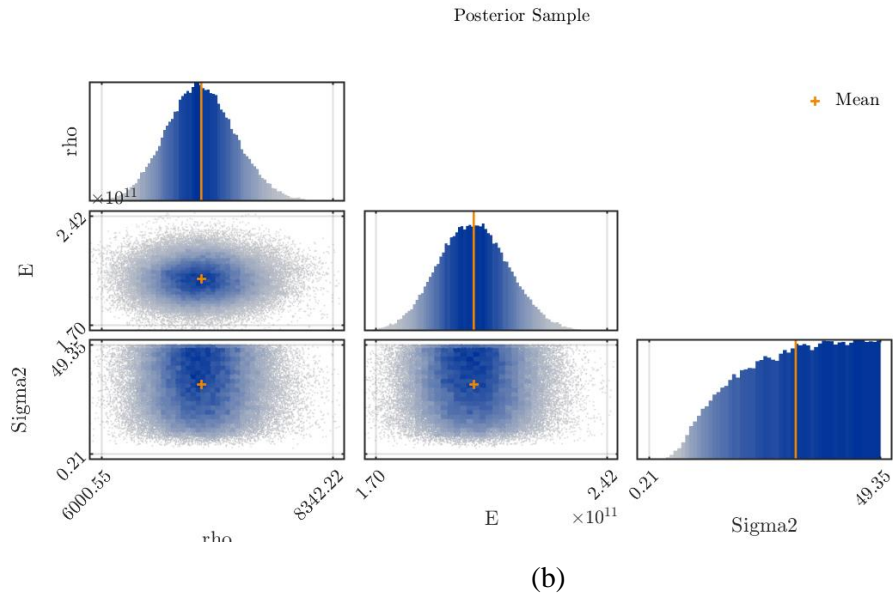 Posterior Sample
Mean
rho
×10¹¹
2.42
E
1.70
49.35
Sigma2
0.21
6000.55
8342.22
rho
1.70
2.42
E
×10¹¹
0.21
49.35
Sigma2
(b)